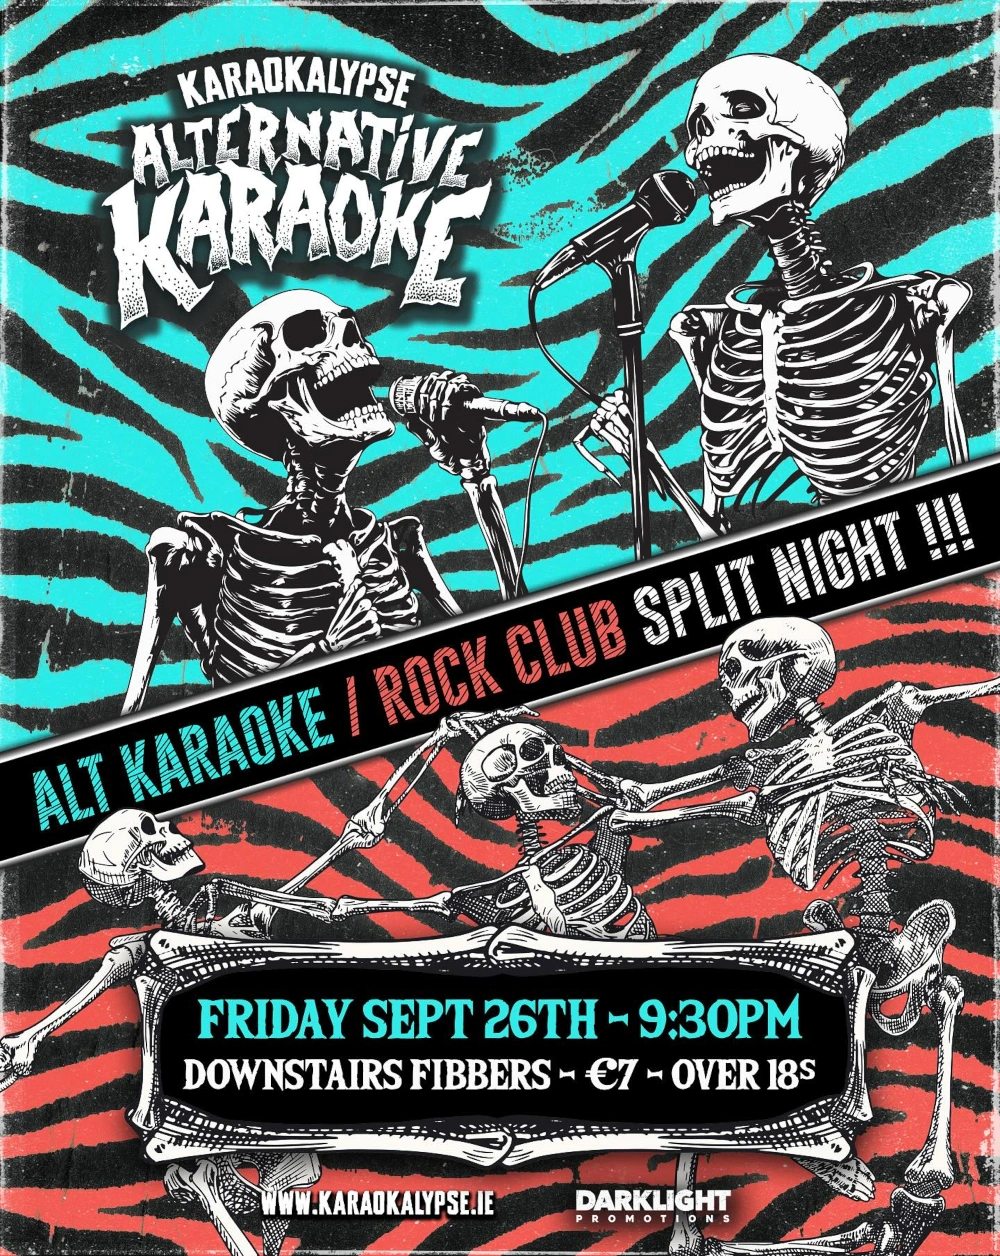 KARAOKALYPSE
ALTERNATiVE
KARAOKE
ALT KARAOKE / ROCK CLUB SPLIT NIGHT !!!
FRIDAY SEPT 26TH - 9:30PM
DOWNSTAIRS FIBBERS - €7 - OVER 18S
WWW.KARAOKALYPSE.IE
DARKLIGHT
PROMOTIONS